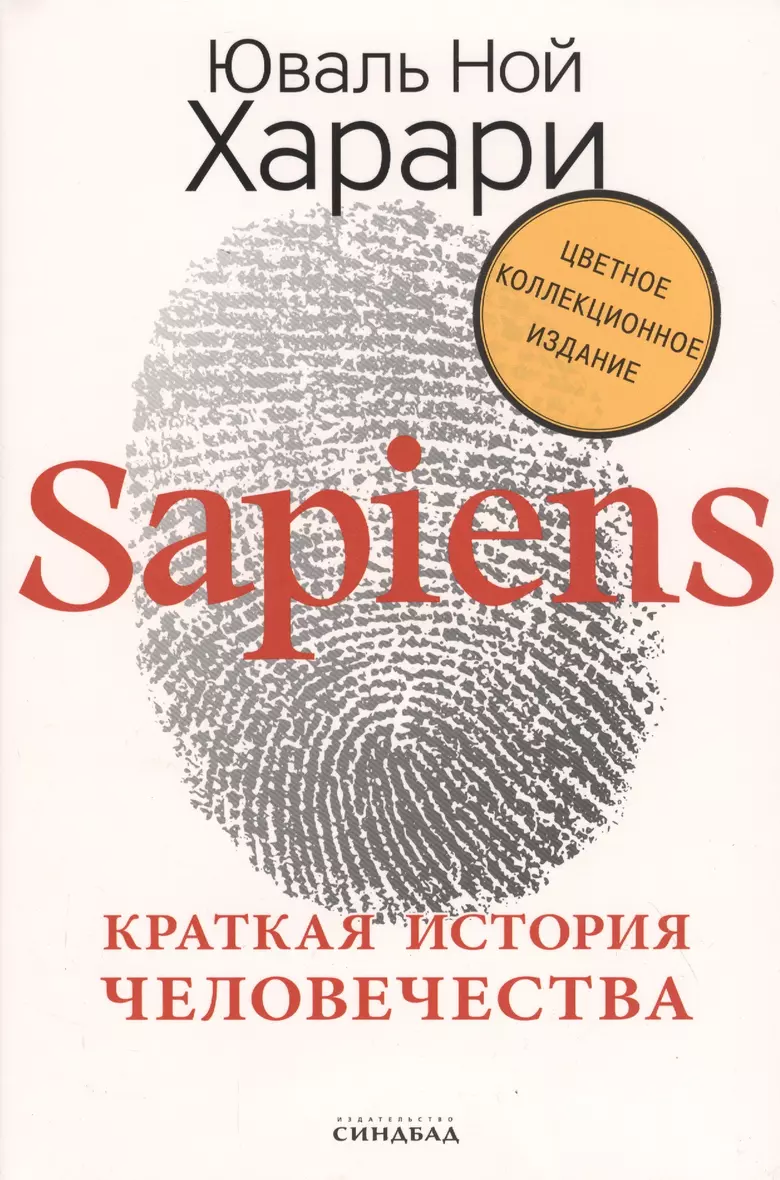 Юваль Ной
Харари
ЦВЕТНОЕ
КОЛЛЕКЦИОННОЕ
ИЗДАНИЕ
Sapiens
КРАТКАЯ ИСТОРИЯ
ЧЕЛОВЕЧЕСТВА
ИЗДАТЕЛЬСТВО
СИНДБАД